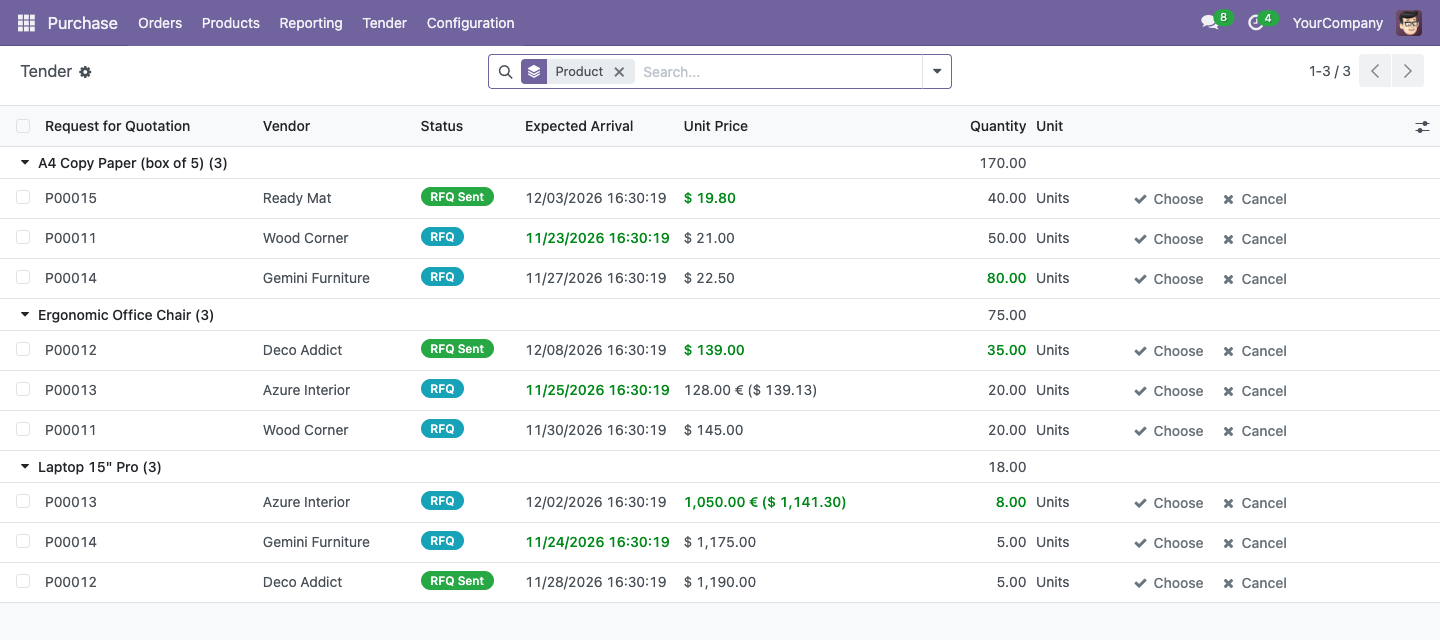 Purchase Orders Products Reporting Tender Configuration 8 4 YourCompany
Tender Product Search... 1-3 / 3
Request for Quotation Vendor Status Expected Arrival Unit Price Quantity Unit
A4 Copy Paper (box of 5) (3) 170.00
P00015 Ready Mat RFQ Sent 12/03/2026 16:30:19 $ 19.80 40.00 Units Choose Cancel
P00011 Wood Corner RFQ 11/23/2026 16:30:19 $ 21.00 50.00 Units Choose Cancel
P00014 Gemini Furniture RFQ 11/27/2026 16:30:19 $ 22.50 80.00 Units Choose Cancel
Ergonomic Office Chair (3) 75.00
P00012 Deco Addict RFQ Sent 12/08/2026 16:30:19 $ 139.00 35.00 Units Choose Cancel
P00013 Azure Interior RFQ 11/25/2026 16:30:19 128.00 € ($ 139.13) 20.00 Units Choose Cancel
P00011 Wood Corner RFQ 11/30/2026 16:30:19 $ 145.00 20.00 Units Choose Cancel
Laptop 15" Pro (3) 18.00
P00013 Azure Interior RFQ 12/02/2026 16:30:19 1,050.00 € ($ 1,141.30) 8.00 Units Choose Cancel
P00014 Gemini Furniture RFQ 11/24/2026 16:30:19 $ 1,175.00 5.00 Units Choose Cancel
P00012 Deco Addict RFQ Sent 11/28/2026 16:30:19 $ 1,190.00 5.00 Units Choose Cancel